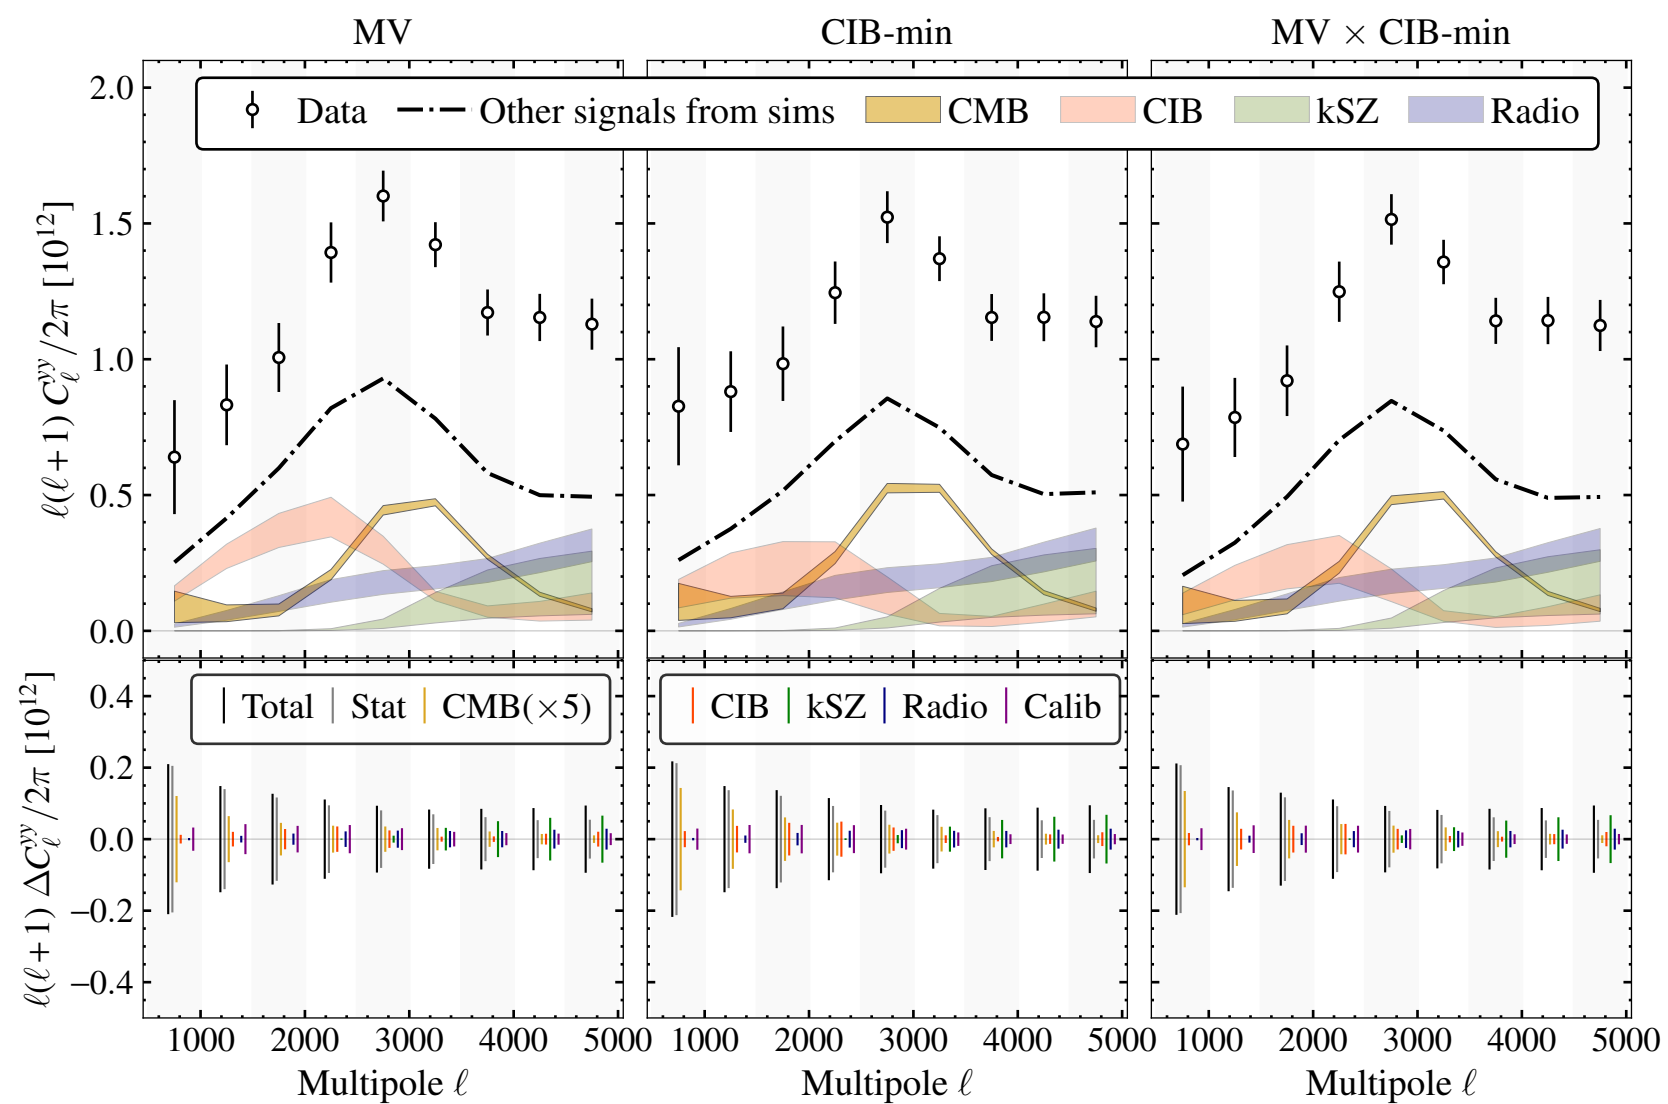 MV
CIB-min
MV × CIB-min
Data
Other signals from sims
CMB
CIB
kSZ
Radio
ℓ(ℓ+1) C_ℓ^{yy}/2π [10^{12}]
2.0
1.5
1.0
0.5
0.0
Total
Stat
CMB(×5)
CIB
kSZ
Radio
Calib
ℓ(ℓ+1) ΔC_ℓ^{yy}/2π [10^{12}]
0.4
0.2
0.0
−0.2
−0.4
1000 2000 3000 4000 5000
1000 2000 3000 4000 5000
1000 2000 3000 4000 5000
Multipole ℓ
Multipole ℓ
Multipole ℓ